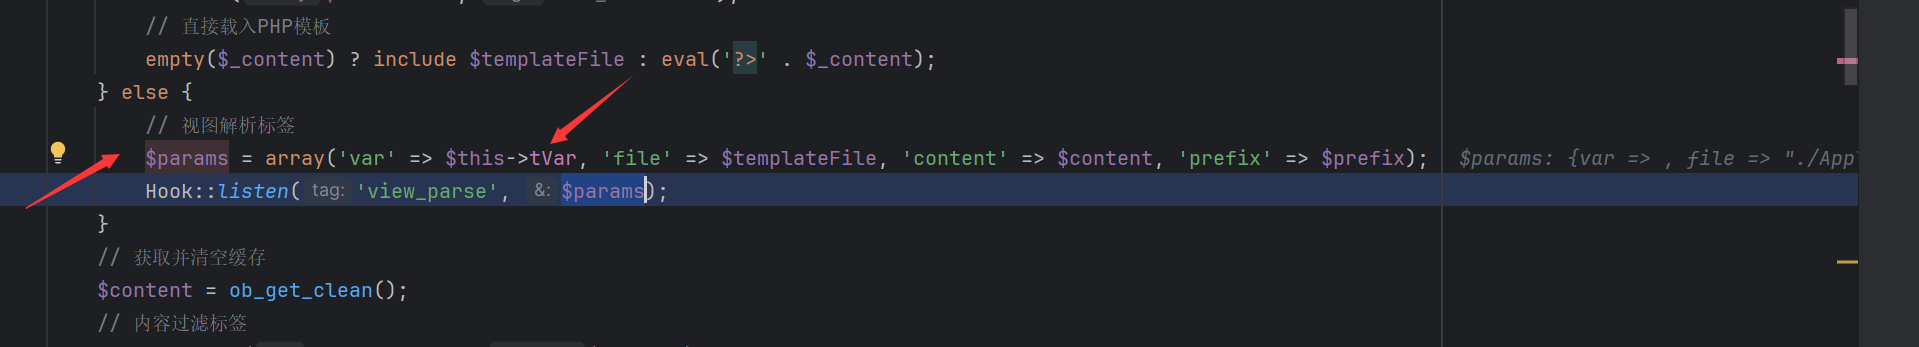 // 直接载入PHP模板
empty($_content) ? include $templateFile : eval('?>' . $_content);
} else {
// 视图解析标签
$params = array('var' => $this->tVar, 'file' => $templateFile, 'content' => $content, 'prefix' => $prefix); $params: {var => , file => "./App
Hook::listen( tag: 'view_parse', &: $params);
}
// 获取并清空缓存
$content = ob_get_clean();
// 内容过滤标签